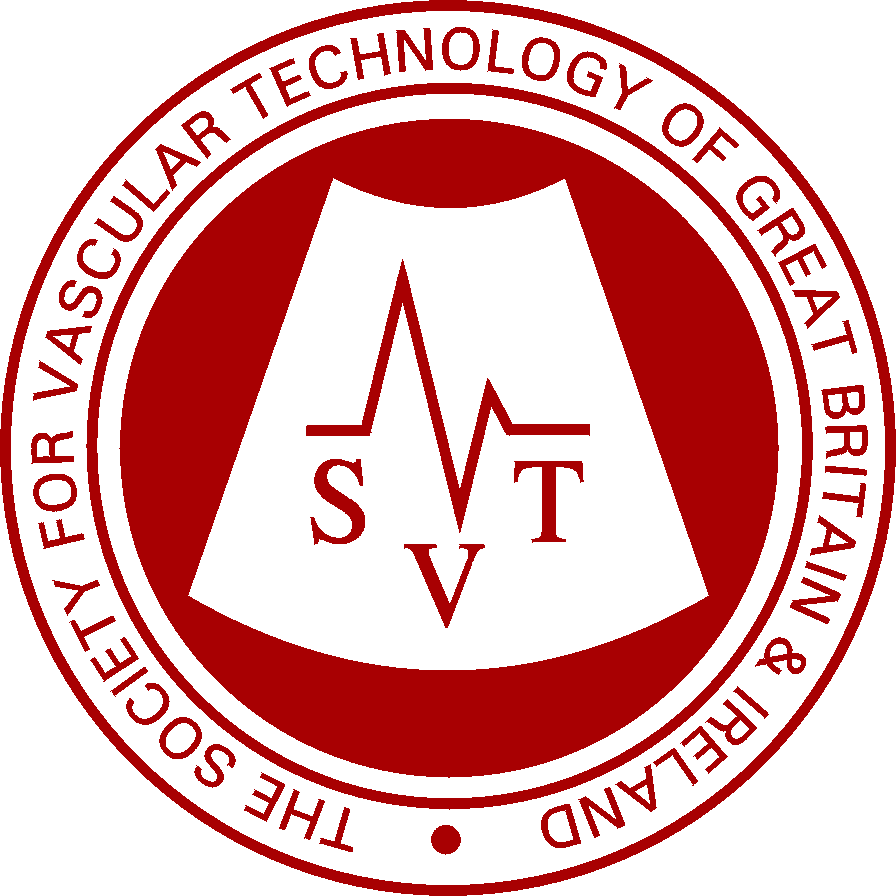 THE SOCIETY FOR VASCULAR TECHNOLOGY OF GREAT BRITAIN & IRELAND
S V T